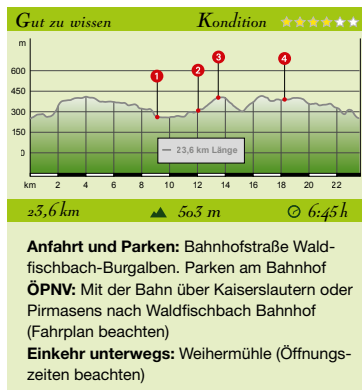 Gut zu wissen Kondition
m
1 2 3 4
600
450
300
150
0
23,6 km Länge
km 2 4 6 8 10 12 14 16 18 20 22
23,6 km 503 m 6:45 h
Anfahrt und Parken: Bahnhofstraße Wald-
fischbach-Burgalben. Parken am Bahnhof
ÖPNV: Mit der Bahn über Kaiserslautern oder
Pirmasens nach Waldfischbach Bahnhof
(Fahrplan beachten)
Einkehr unterwegs: Weihermühle (Öffnungs-
zeiten beachten)